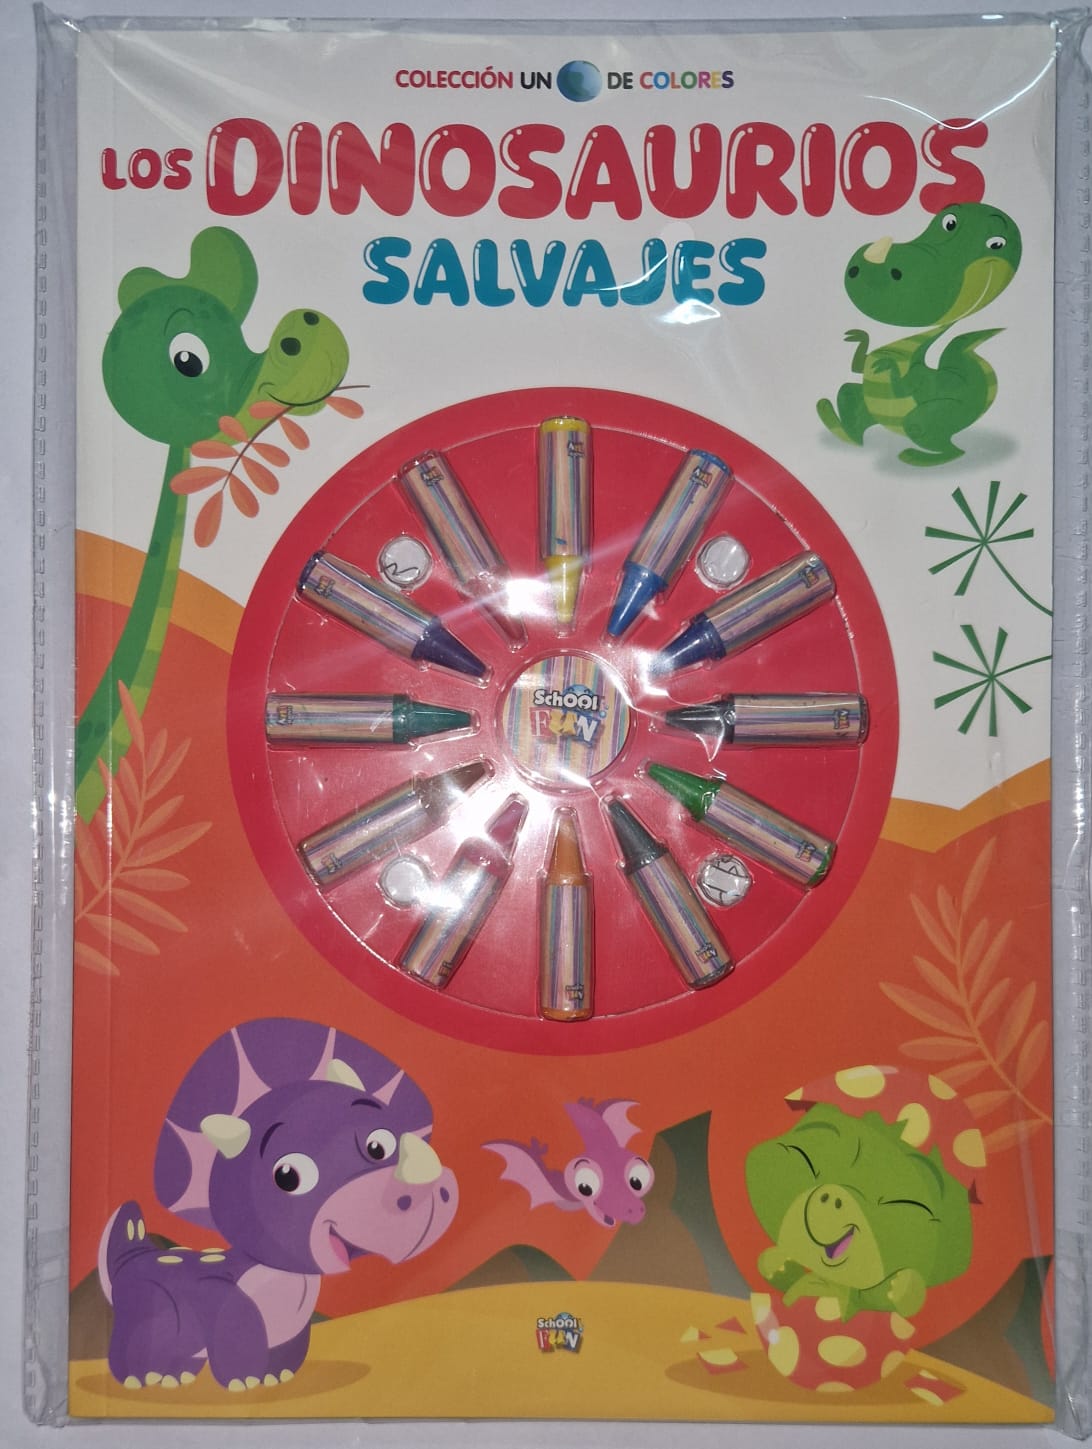 COLECCIÓN UN DE COLORES
LOS DINOSAURIOS
SALVAJES
SCHOOL
FUN
SCHOOL
FUN